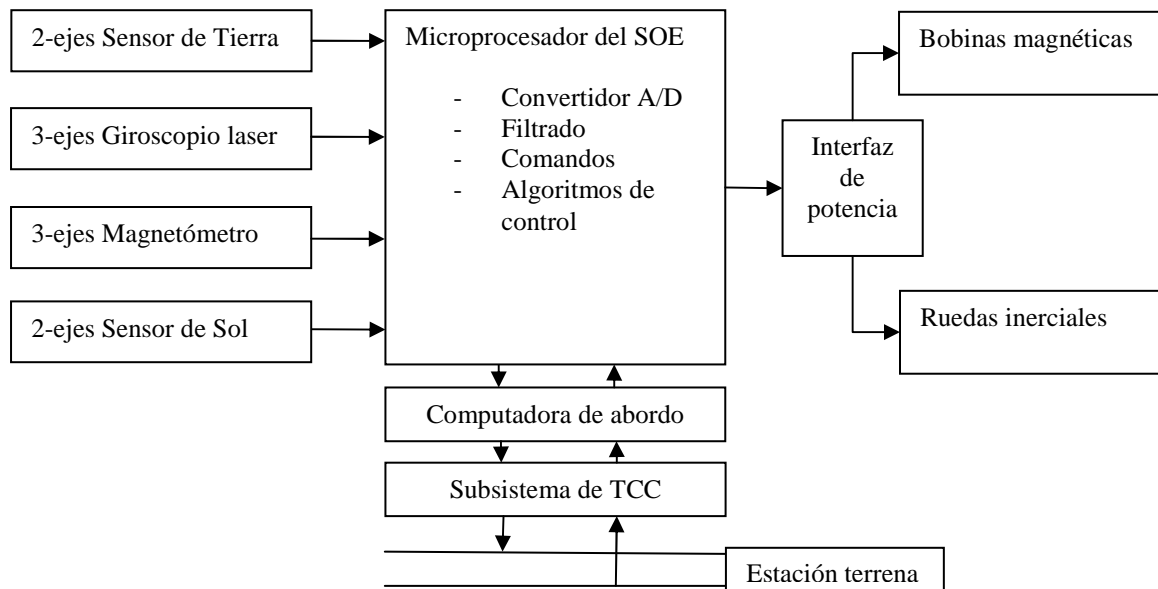 2-ejes Sensor de Tierra
3-ejes Giroscopio laser
3-ejes Magnetómetro
2-ejes Sensor de Sol
Microprocesador del SOE
- Convertidor A/D
- Filtrado
- Comandos
- Algoritmos de
control
Interfaz
de
potencia
Bobinas magnéticas
Ruedas inerciales
Computadora de abordo
Subsistema de TCC
Estación terrena